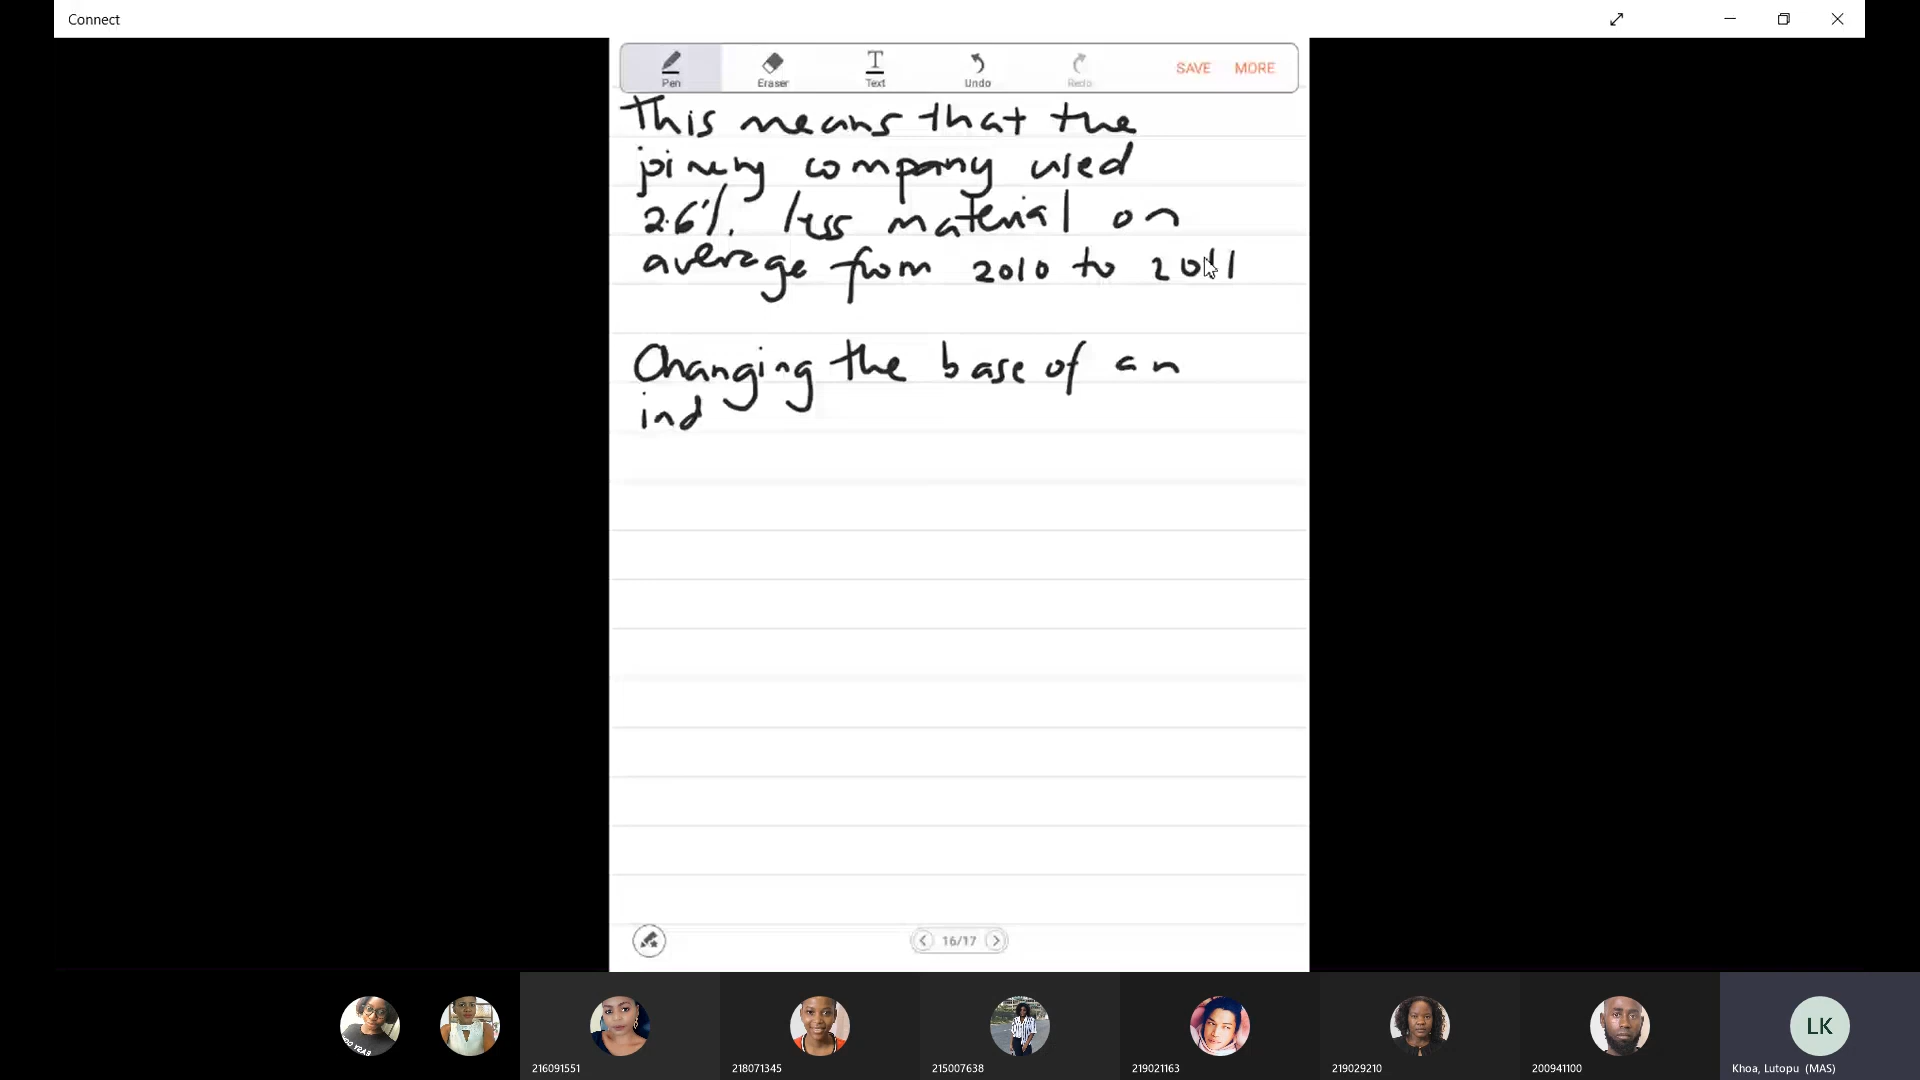 Connect
Pen
Eraser
Text
Undo
Redo
SAVE MORE
This means that the
joinery company used
2.6% less material on
average from 2010 to 2011
Changing the base of an
ind
16/17
216091551
218071345
215007638
219021163
219029210
200941100
LK
Khoa, Lutopu (MAS)